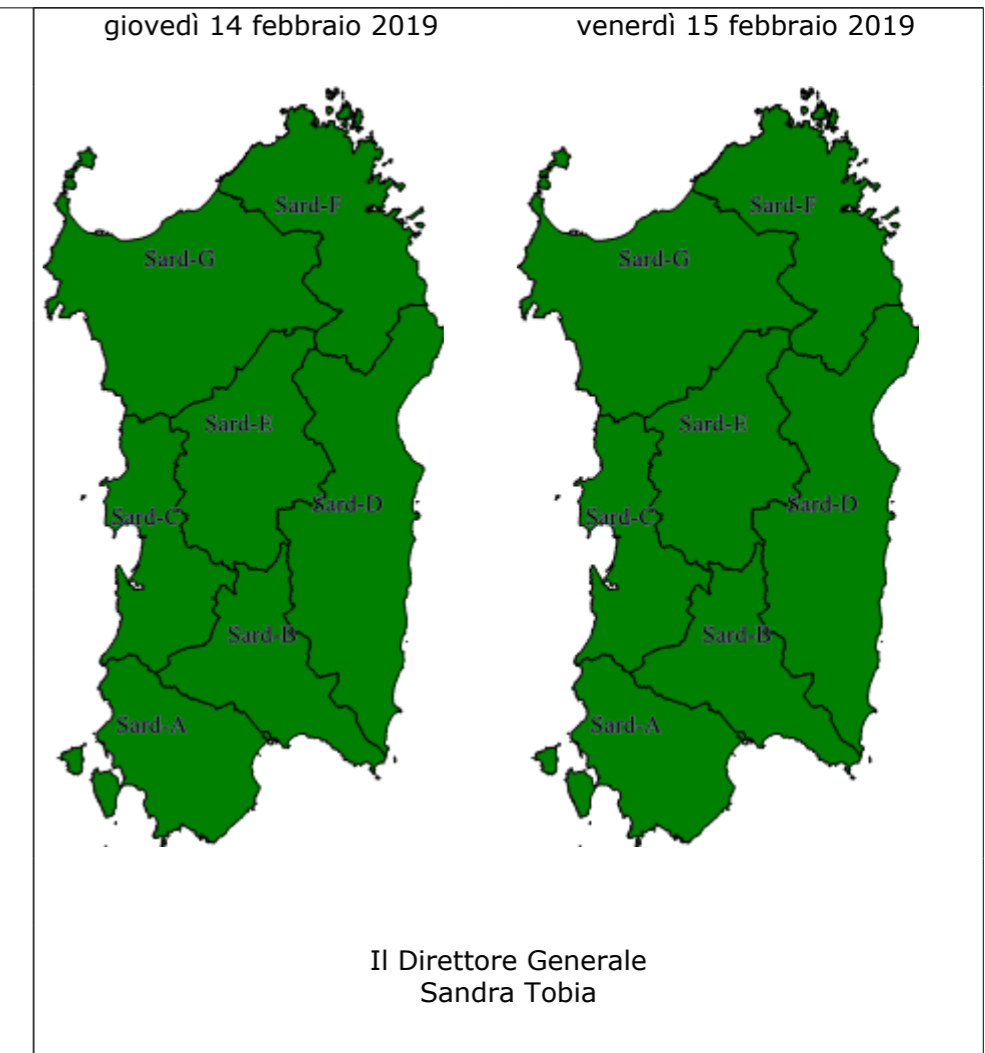 giovedì 14 febbraio 2019
venerdì 15 febbraio 2019
Sard-F
Sard-G
Sard-E
Sard-D
Sard-C
Sard-B
Sard-A
Sard-F
Sard-G
Sard-E
Sard-D
Sard-C
Sard-B
Sard-A
Il Direttore Generale
Sandra Tobia